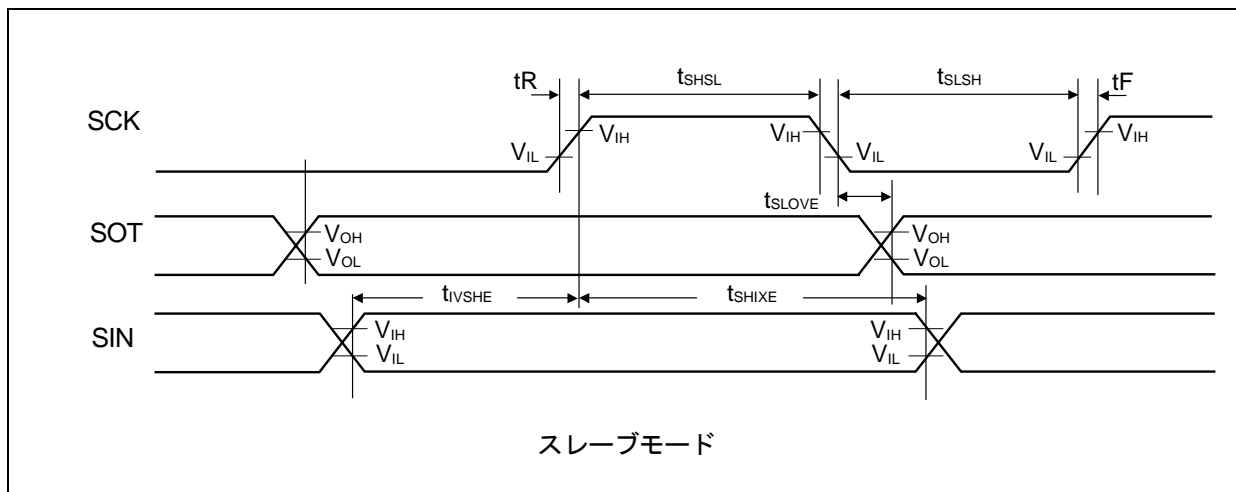 tR tSHSL tSLSH tF
SCK
VIH VIH VIH
VIL VIL VIL
tSLOVE
SOT
VOH VOH
VOL VOL
tIVSHE tSHIXE
SIN
VIH VIH
VIL VIL
スレーブモード